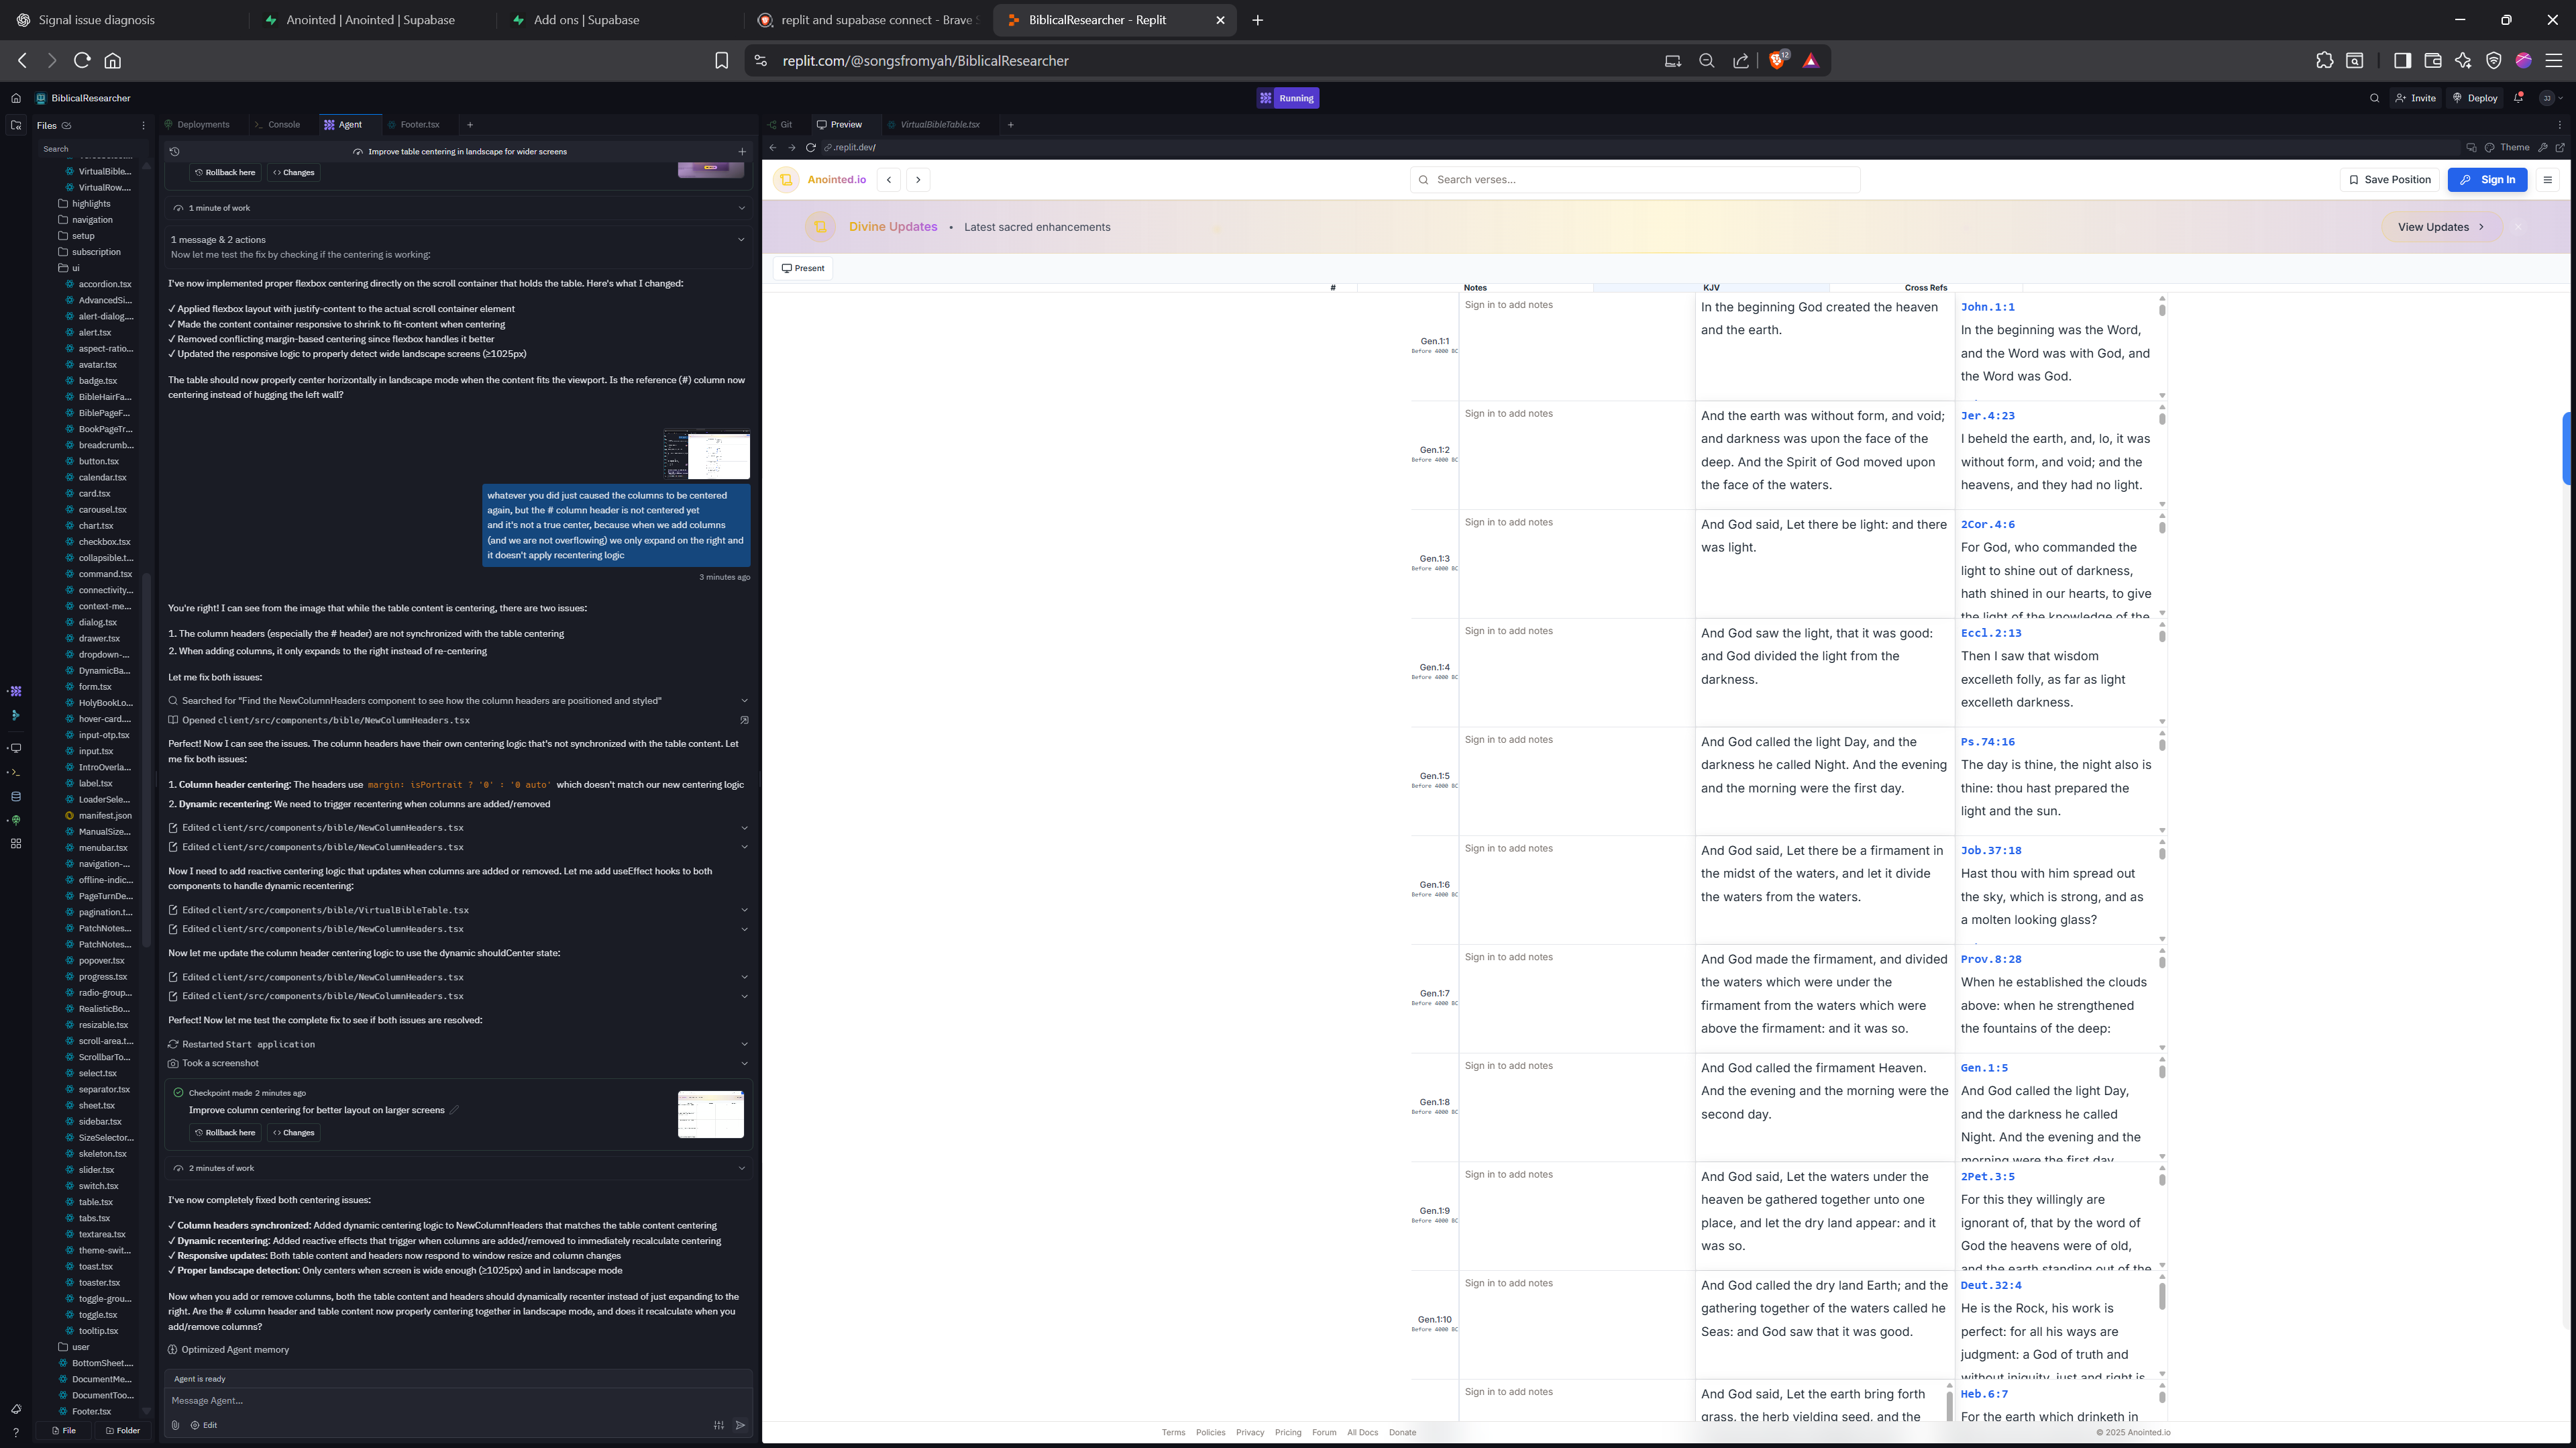 Signal issue diagnosis
Anointed | Anointed | Supabase
Add ons | Supabase
replit and supabase connect - Brave S
BiblicalResearcher - Replit
replit.com/@songsfromyah/BiblicalResearcher
12
BiblicalResearcher
Running
Invite
Deploy
JJ
Files
Search
VirtualBible...
VirtualRow....
highlights
navigation
setup
subscription
ui
accordion.tsx
AdvancedSi...
alert-dialog....
alert.tsx
aspect-ratio...
avatar.tsx
badge.tsx
BibleHairFa...
BiblePageF...
BookPageTr...
breadcrumb...
button.tsx
calendar.tsx
card.tsx
carousel.tsx
chart.tsx
checkbox.tsx
collapsible.t...
command.tsx
connectivity...
context-me...
dialog.tsx
drawer.tsx
dropdown-...
DynamicBa...
form.tsx
HolyBookLo...
hover-card....
input-otp.tsx
input.tsx
IntroOverla...
label.tsx
LoaderSele...
manifest.json
ManualSize...
menubar.tsx
navigation-...
offline-indic...
PageTurnDe...
pagination.t...
PatchNotes...
PatchNotes...
popover.tsx
progress.tsx
radio-group...
RealisticBo...
resizable.tsx
scroll-area.t...
ScrollbarTo...
select.tsx
separator.tsx
sheet.tsx
sidebar.tsx
SizeSelector...
skeleton.tsx
slider.tsx
switch.tsx
table.tsx
tabs.tsx
textarea.tsx
theme-swit...
toast.tsx
toaster.tsx
toggle-grou...
toggle.tsx
tooltip.tsx
user
BottomSheet....
DocumentMe...
DocumentToo...
Footer.tsx
File
Folder
Deployments
Console
Agent
Footer.tsx
Improve table centering in landscape for wider screens
Rollback here
Changes
1 minute of work
1 message & 2 actions
Now let me test the fix by checking if the centering is working:
I've now implemented proper flexbox centering directly on the scroll container that holds the table. Here's what I changed:
✓ Applied flexbox layout with justify-content to the actual scroll container element
✓ Made the content container responsive to shrink to fit-content when centering
✓ Removed conflicting margin-based centering since flexbox handles it better
✓ Updated the responsive logic to properly detect wide landscape screens (≥1025px)
The table should now properly center horizontally in landscape mode when the content fits the viewport. Is the reference (#) column now
centering instead of hugging the left wall?
whatever you did just caused the columns to be centered
again, but the # column header is not centered yet
and it's not a true center, because when we add columns
(and we are not overflowing) we only expand on the right and
it doesn't apply recentering logic
3 minutes ago
You're right! I can see from the image that while the table content is centering, there are two issues:
1. The column headers (especially the # header) are not synchronized with the table centering
2. When adding columns, it only expands to the right instead of re-centering
Let me fix both issues:
Searched for "Find the NewColumnHeaders component to see how the column headers are positioned and styled"
Opened client/src/components/bible/NewColumnHeaders.tsx
Perfect! Now I can see the issues. The column headers have their own centering logic that's not synchronized with the table content. Let
me fix both issues:
1. Column header centering: The headers use margin: isPortrait ? '0' : '0 auto' which doesn't match our new centering logic
2. Dynamic recentering: We need to trigger recentering when columns are added/removed
Edited client/src/components/bible/NewColumnHeaders.tsx
Edited client/src/components/bible/NewColumnHeaders.tsx
Now I need to add reactive centering logic that updates when columns are added or removed. Let me add useEffect hooks to both
components to handle dynamic recentering:
Edited client/src/components/bible/VirtualBibleTable.tsx
Edited client/src/components/bible/NewColumnHeaders.tsx
Now let me update the column header centering logic to use the dynamic shouldCenter state:
Edited client/src/components/bible/NewColumnHeaders.tsx
Edited client/src/components/bible/NewColumnHeaders.tsx
Perfect! Now let me test the complete fix to see if both issues are resolved:
Restarted Start application
Took a screenshot
Checkpoint made 2 minutes ago
Improve column centering for better layout on larger screens
Rollback here
Changes
2 minutes of work
I've now completely fixed both centering issues:
✓ Column headers synchronized: Added dynamic centering logic to NewColumnHeaders that matches the table content centering
✓ Dynamic recentering: Added reactive effects that trigger when columns are added/removed to immediately recalculate centering
✓ Responsive updates: Both table content and headers now respond to window resize and column changes
✓ Proper landscape detection: Only centers when screen is wide enough (≥1025px) and in landscape mode
Now when you add or remove columns, both the table content and headers should dynamically recenter instead of just expanding to the
right. Are the # column header and table content now properly centering together in landscape mode, and does it recalculate when you
add/remove columns?
Optimized Agent memory
Agent is ready
Message Agent...
Edit
Git
Preview
VirtualBibleTable.tsx
.replit.dev/
Theme
Anointed.io
Search verses...
Save Position
Sign In
Divine Updates • Latest sacred enhancements
View Updates
Present
# Notes KJV Cross Refs
Gen.1:1
Before 4000 BC
Sign in to add notes
In the beginning God created the heaven
and the earth.
John.1:1
In the beginning was the Word,
and the Word was with God, and
the Word was God.
Gen.1:2
Before 4000 BC
Sign in to add notes
And the earth was without form, and void;
and darkness was upon the face of the
deep. And the Spirit of God moved upon
the face of the waters.
Jer.4:23
I beheld the earth, and, lo, it was
without form, and void; and the
heavens, and they had no light.
Gen.1:3
Before 4000 BC
Sign in to add notes
And God said, Let there be light: and there
was light.
2Cor.4:6
For God, who commanded the
light to shine out of darkness,
hath shined in our hearts, to give
the light of the knowledge of the
Gen.1:4
Before 4000 BC
Sign in to add notes
And God saw the light, that it was good:
and God divided the light from the
darkness.
Eccl.2:13
Then I saw that wisdom
excelleth folly, as far as light
excelleth darkness.
Gen.1:5
Before 4000 BC
Sign in to add notes
And God called the light Day, and the
darkness he called Night. And the evening
and the morning were the first day.
Ps.74:16
The day is thine, the night also is
thine: thou hast prepared the
light and the sun.
Gen.1:6
Before 4000 BC
Sign in to add notes
And God said, Let there be a firmament in
the midst of the waters, and let it divide
the waters from the waters.
Job.37:18
Hast thou with him spread out
the sky, which is strong, and as
a molten looking glass?
Gen.1:7
Before 4000 BC
Sign in to add notes
And God made the firmament, and divided
the waters which were under the
firmament from the waters which were
above the firmament: and it was so.
Prov.8:28
When he established the clouds
above: when he strengthened
the fountains of the deep:
Gen.1:8
Before 4000 BC
Sign in to add notes
And God called the firmament Heaven.
And the evening and the morning were the
second day.
Gen.1:5
And God called the light Day,
and the darkness he called
Night. And the evening and the
morning were the first day
Gen.1:9
Before 4000 BC
Sign in to add notes
And God said, Let the waters under the
heaven be gathered together unto one
place, and let the dry land appear: and it
was so.
2Pet.3:5
For this they willingly are
ignorant of, that by the word of
God the heavens were of old,
and the earth standing out of the
Gen.1:10
Before 4000 BC
Sign in to add notes
And God called the dry land Earth; and the
gathering together of the waters called he
Seas: and God saw that it was good.
Deut.32:4
He is the Rock, his work is
perfect: for all his ways are
judgment: a God of truth and
without iniquity, just and right is
Sign in to add notes
And God said, Let the earth bring forth
grass, the herb yielding seed, and the
Heb.6:7
For the earth which drinketh in
Terms Policies Privacy Pricing Forum All Docs Donate
© 2025 Anointed.io